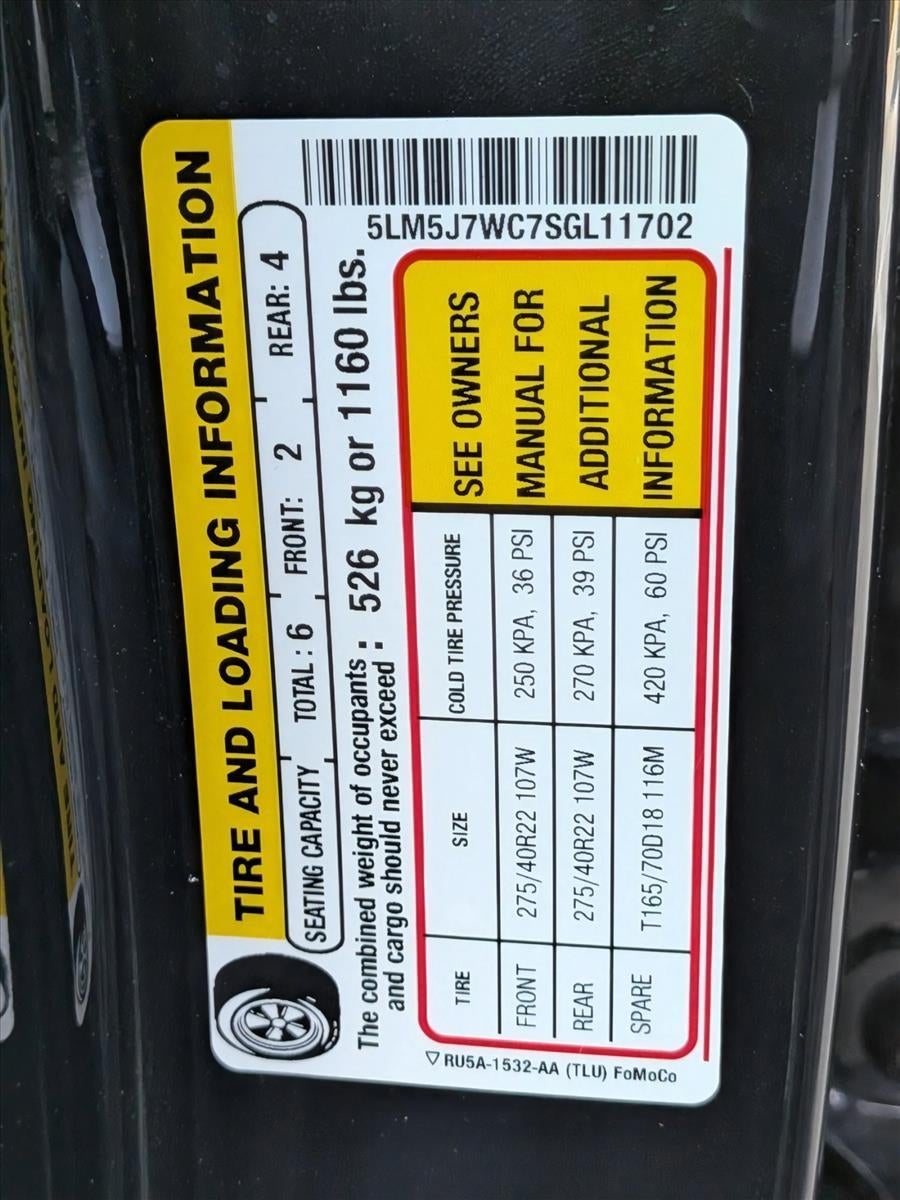 TIRE AND LOADING INFORMATION
SEATING CAPACITY TOTAL : 6 FRONT: 2 REAR: 4
The combined weight of occupants
and cargo should never exceed : 526 kg or 1160 lbs.
5LM5J7WC7SGL11702
TIRE SIZE COLD TIRE PRESSURE
FRONT 275/40R22 107W 250 KPA, 36 PSI
REAR 275/40R22 107W 270 KPA, 39 PSI
SPARE T165/70D18 116M 420 KPA, 60 PSI
SEE OWNERS
MANUAL FOR
ADDITIONAL
INFORMATION
RU5A-1532-AA (TLU) FoMoCo